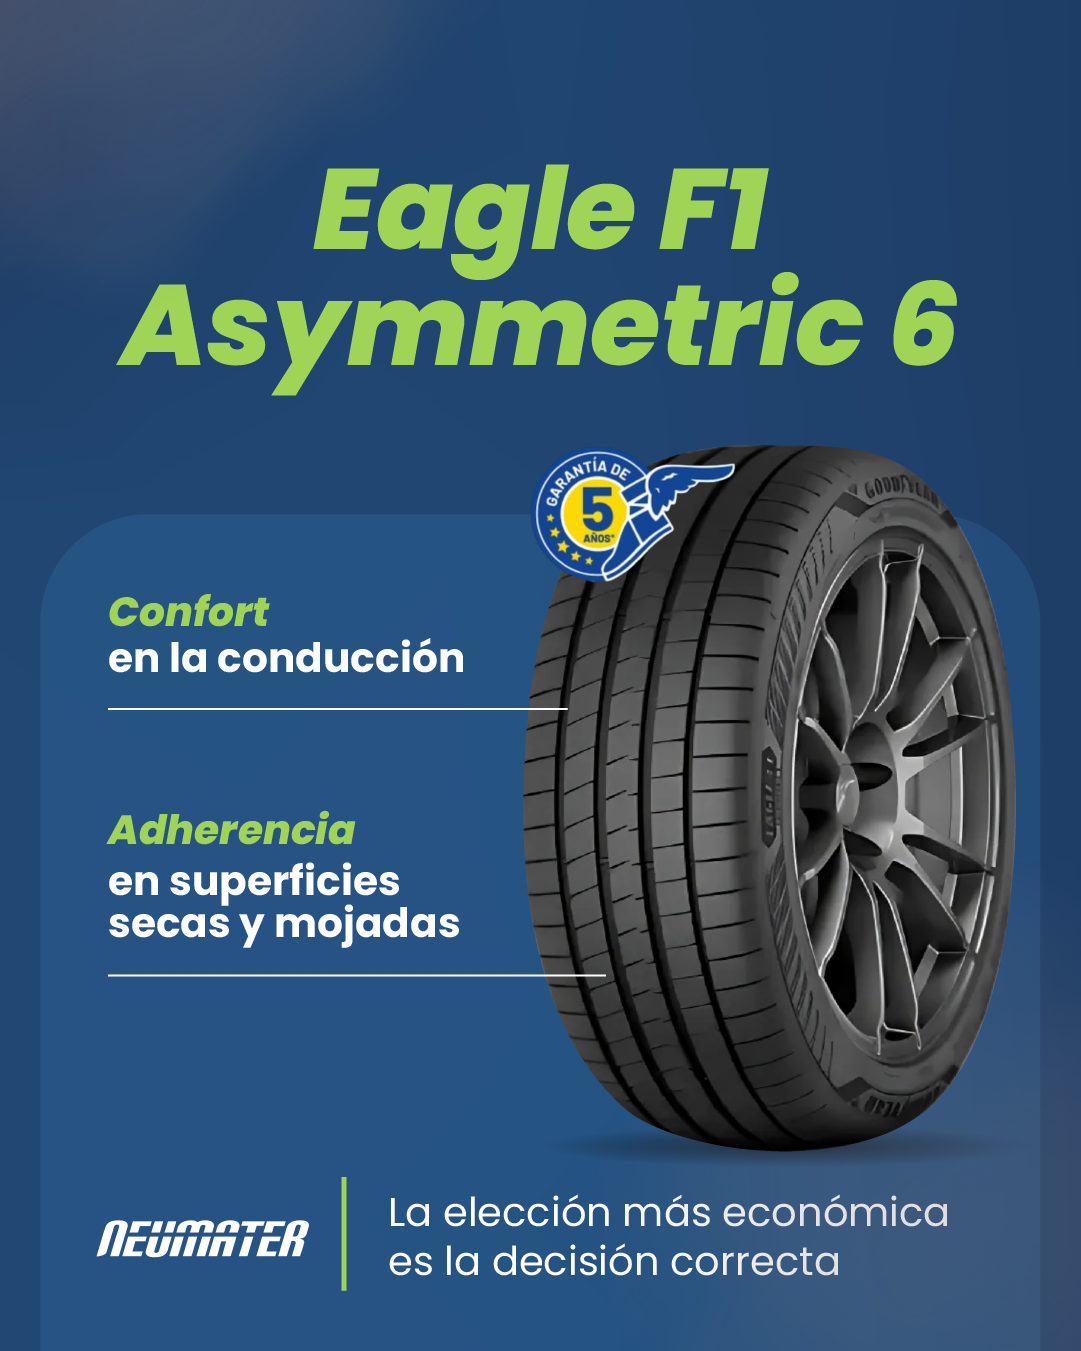 Eagle F1
Asymmetric 6
GARANTÍA DE
5
AÑOS*
GOODYEAR
Confort
en la conducción
Adherencia
en superficies
secas y mojadas
NEUMATER
La elección más económica
es la decisión correcta